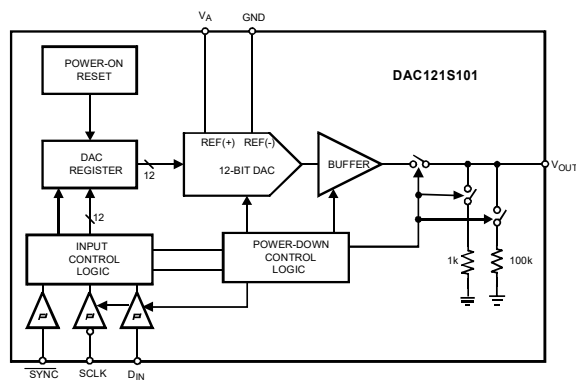 VA GND
DAC121S101
POWER-ON
RESET
REF(+) REF(-)
DAC
REGISTER
12
12-BIT DAC
BUFFER
VOUT
12
INPUT
CONTROL
LOGIC
POWER-DOWN
CONTROL
LOGIC
1k
100k
SYNC SCLK DIN